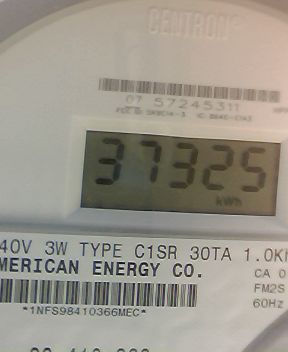 CENTRON®
07 57245311
37325
kWh
40V 3W TYPE C1SR 30TA 1.0Kh
MERICAN ENERGY CO.
CA 0
FM2S
60Hz
*1NFS98410366MEC*